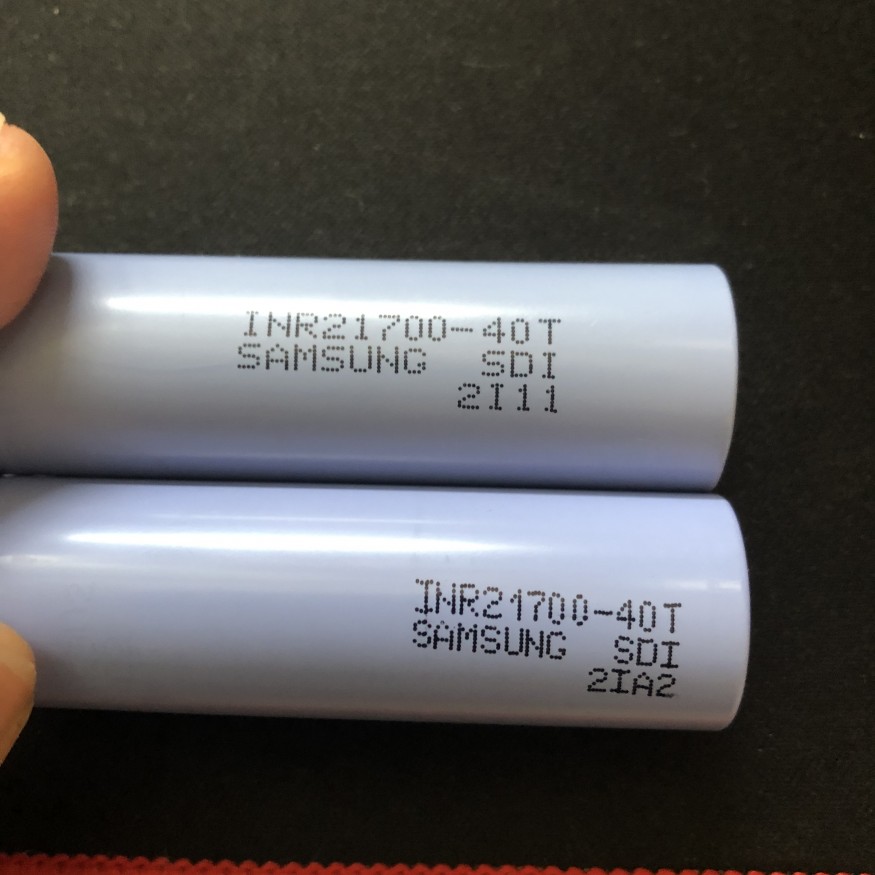 INR21700-40T
SAMSUNG SDI
2I11
INR21700-40T
SAMSUNG SDI
2IA2